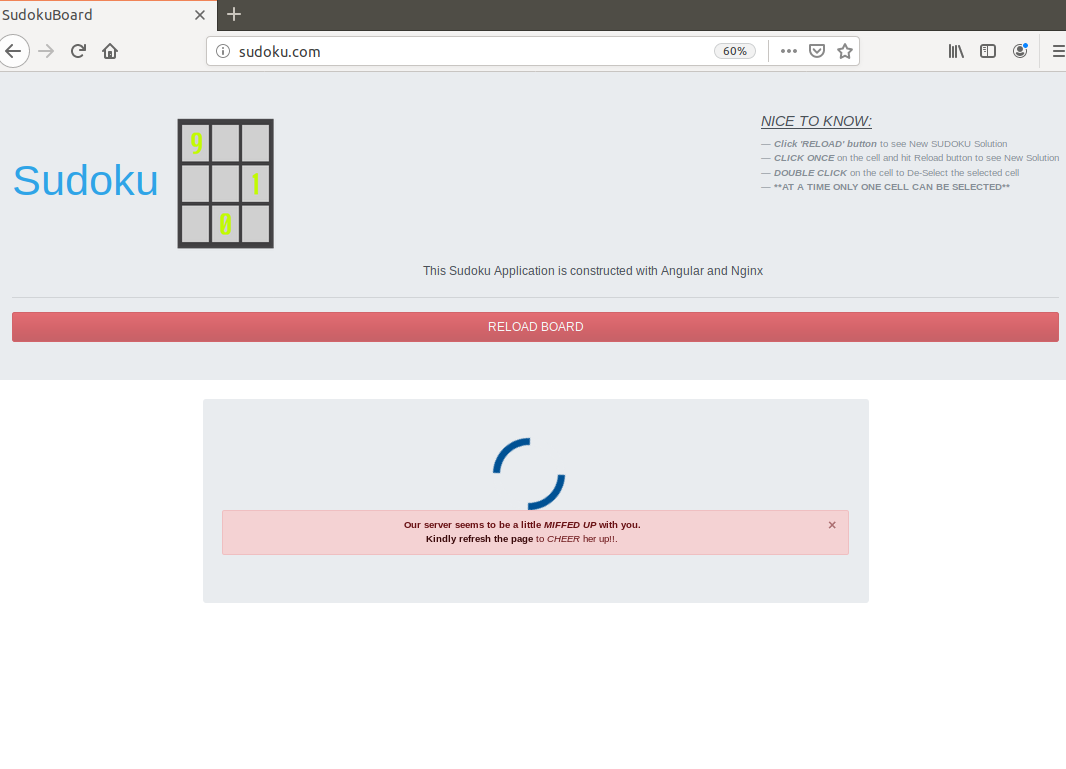 SudokuBoard
sudoku.com
60%
NICE TO KNOW:
— Click 'RELOAD' button to see New SUDOKU Solution
— CLICK ONCE on the cell and hit Reload button to see New Solution
— DOUBLE CLICK on the cell to De-Select the selected cell
— **AT A TIME ONLY ONE CELL CAN BE SELECTED**
Sudoku
9
1
8
This Sudoku Application is constructed with Angular and Nginx
RELOAD BOARD
Our server seems to be a little MIFFED UP with you.
Kindly refresh the page to CHEER her up!!.